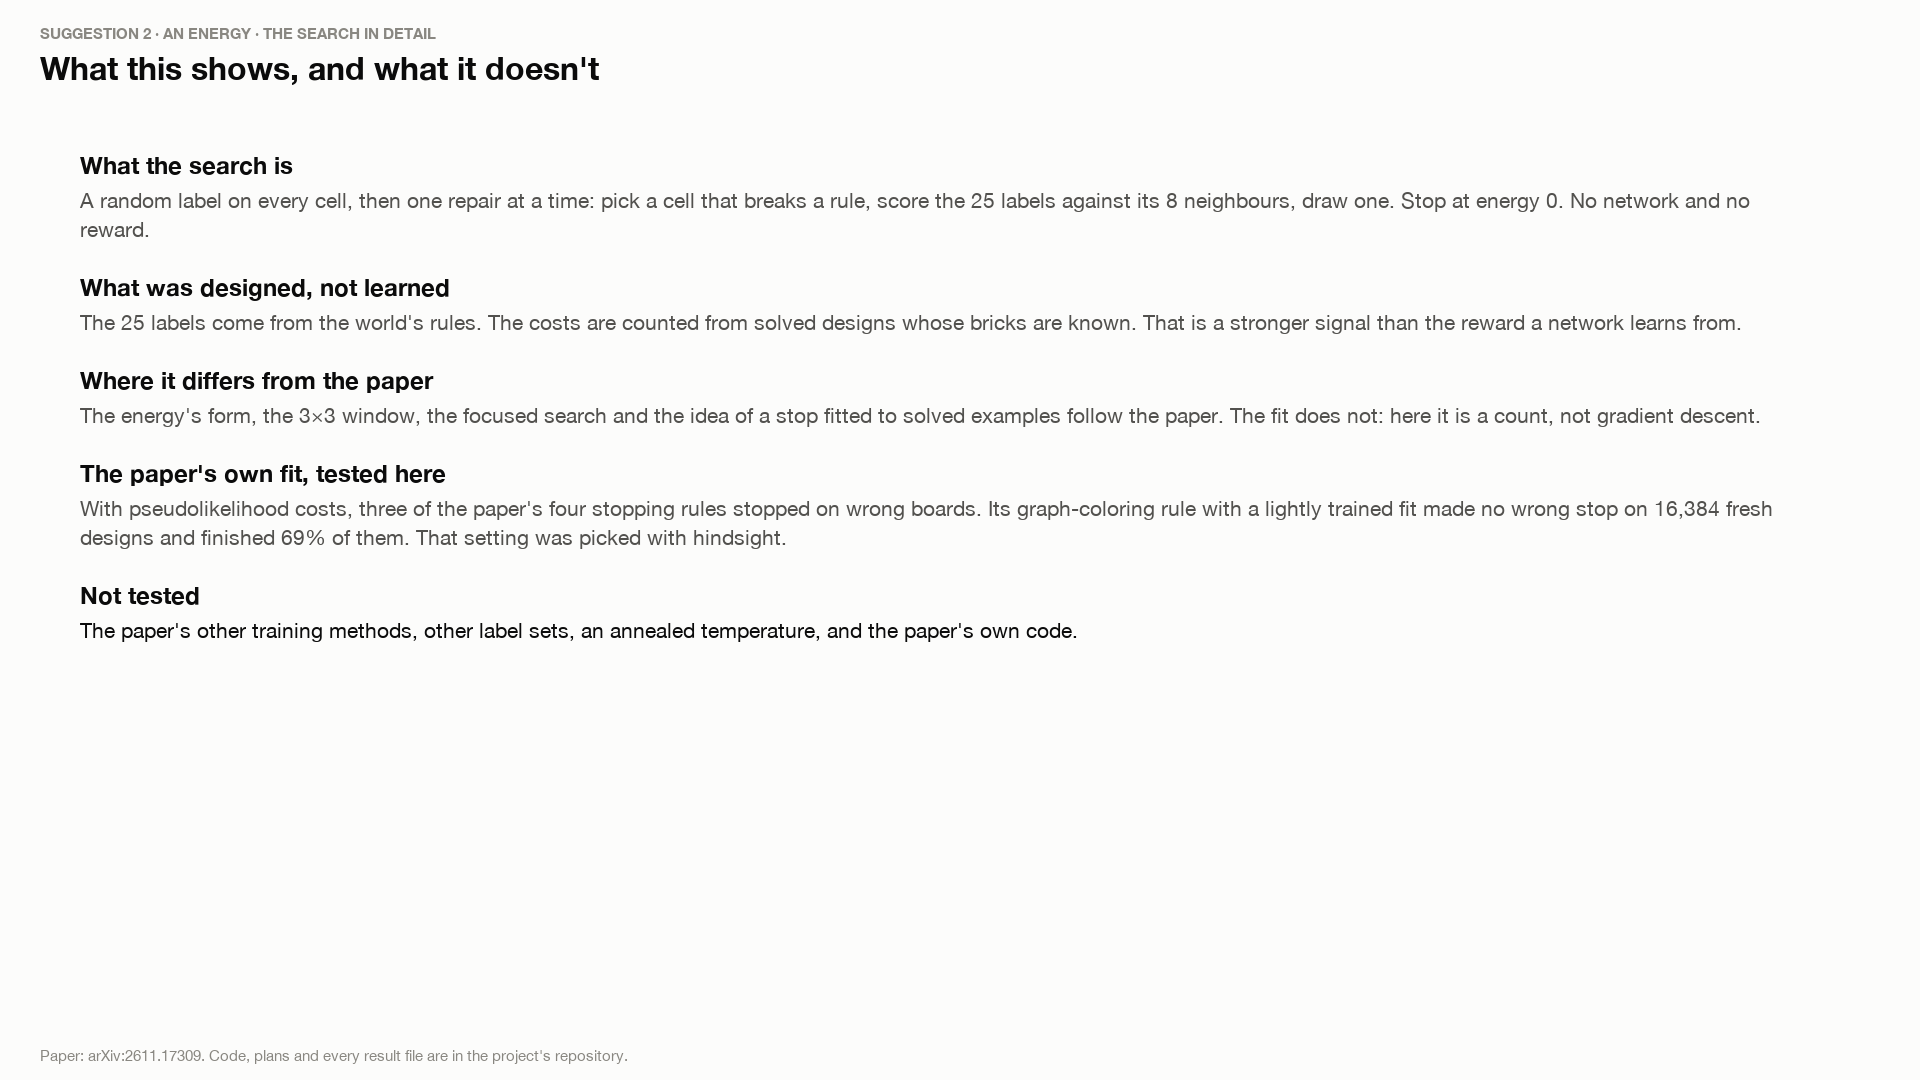 SUGGESTION 2 · AN ENERGY · THE SEARCH IN DETAIL
What this shows, and what it doesn't
What the search is
A random label on every cell, then one repair at a time: pick a cell that breaks a rule, score the 25 labels against its 8 neighbours, draw one. Stop at energy 0. No network and no
reward.
What was designed, not learned
The 25 labels come from the world's rules. The costs are counted from solved designs whose bricks are known. That is a stronger signal than the reward a network learns from.
Where it differs from the paper
The energy's form, the 3×3 window, the focused search and the idea of a stop fitted to solved examples follow the paper. The fit does not: here it is a count, not gradient descent.
The paper's own fit, tested here
With pseudolikelihood costs, three of the paper's four stopping rules stopped on wrong boards. Its graph-coloring rule with a lightly trained fit made no wrong stop on 16,384 fresh
designs and finished 69% of them. That setting was picked with hindsight.
Not tested
The paper's other training methods, other label sets, an annealed temperature, and the paper's own code.
Paper: arXiv:2611.17309. Code, plans and every result file are in the project's repository.